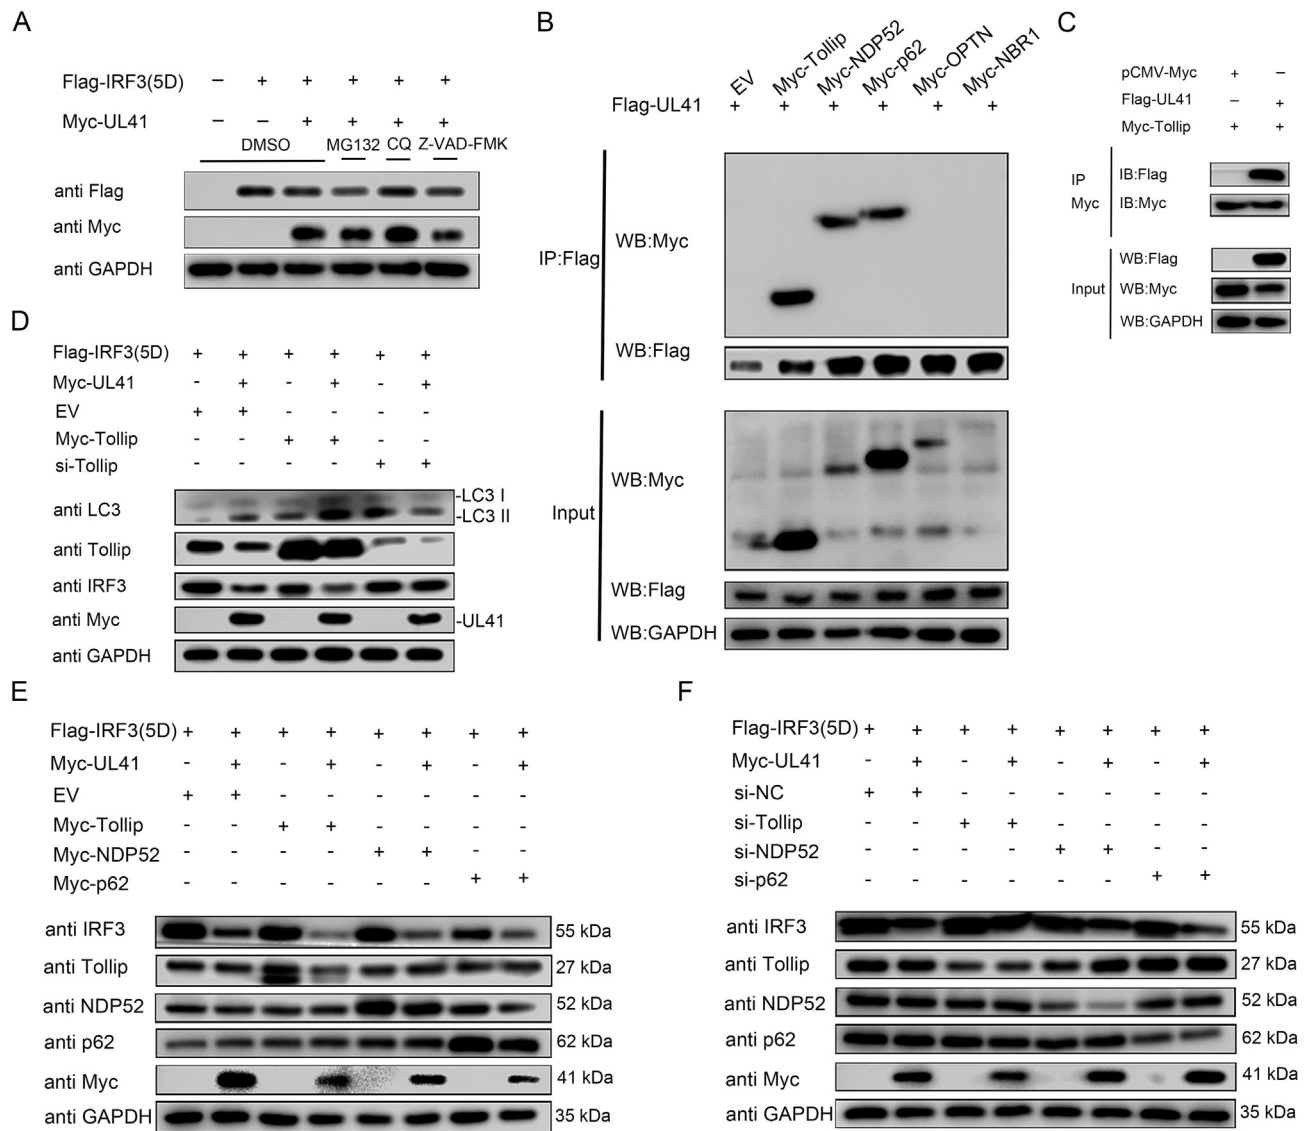 A
Flag-IRF3(5D) – + + + + +
Myc-UL41 – – + + + +
DMSO MG132 CQ Z-VAD-FMK
anti Flag
anti Myc
anti GAPDH
B
EV Myc-Tollip Myc-NDP52 Myc-p62 Myc-OPTN Myc-NBR1
Flag-UL41 + + + + + +
IP:Flag
WB:Myc
WB:Flag
Input
WB:Myc
WB:Flag
WB:GAPDH
C
pCMV-Myc + –
Flag-UL41 – +
Myc-Tollip + +
IP
Myc
IB:Flag
IB:Myc
Input
WB:Flag
WB:Myc
WB:GAPDH
D
Flag-IRF3(5D) + + + + + +
Myc-UL41 - + - + - +
EV + + - - - -
Myc-Tollip - - + + - -
si-Tollip - - - - + +
anti LC3 -LC3 I
-LC3 II
anti Tollip
anti IRF3
anti Myc -UL41
anti GAPDH
E
Flag-IRF3(5D) + + + + + + + +
Myc-UL41 - + - + - + - +
EV + + - - - - - -
Myc-Tollip - - + + - - - -
Myc-NDP52 - - - - + + - -
Myc-p62 - - - - - - + +
anti IRF3 55 kDa
anti Tollip 27 kDa
anti NDP52 52 kDa
anti p62 62 kDa
anti Myc 41 kDa
anti GAPDH 35 kDa
F
Flag-IRF3(5D) + + + + + + + +
Myc-UL41 - + - + - + - +
si-NC + + - - - - - -
si-Tollip - - + + - - - -
si-NDP52 - - - - + + - -
si-p62 - - - - - - + +
anti IRF3 55 kDa
anti Tollip 27 kDa
anti NDP52 52 kDa
anti p62 62 kDa
anti Myc 41 kDa
anti GAPDH 35 kDa